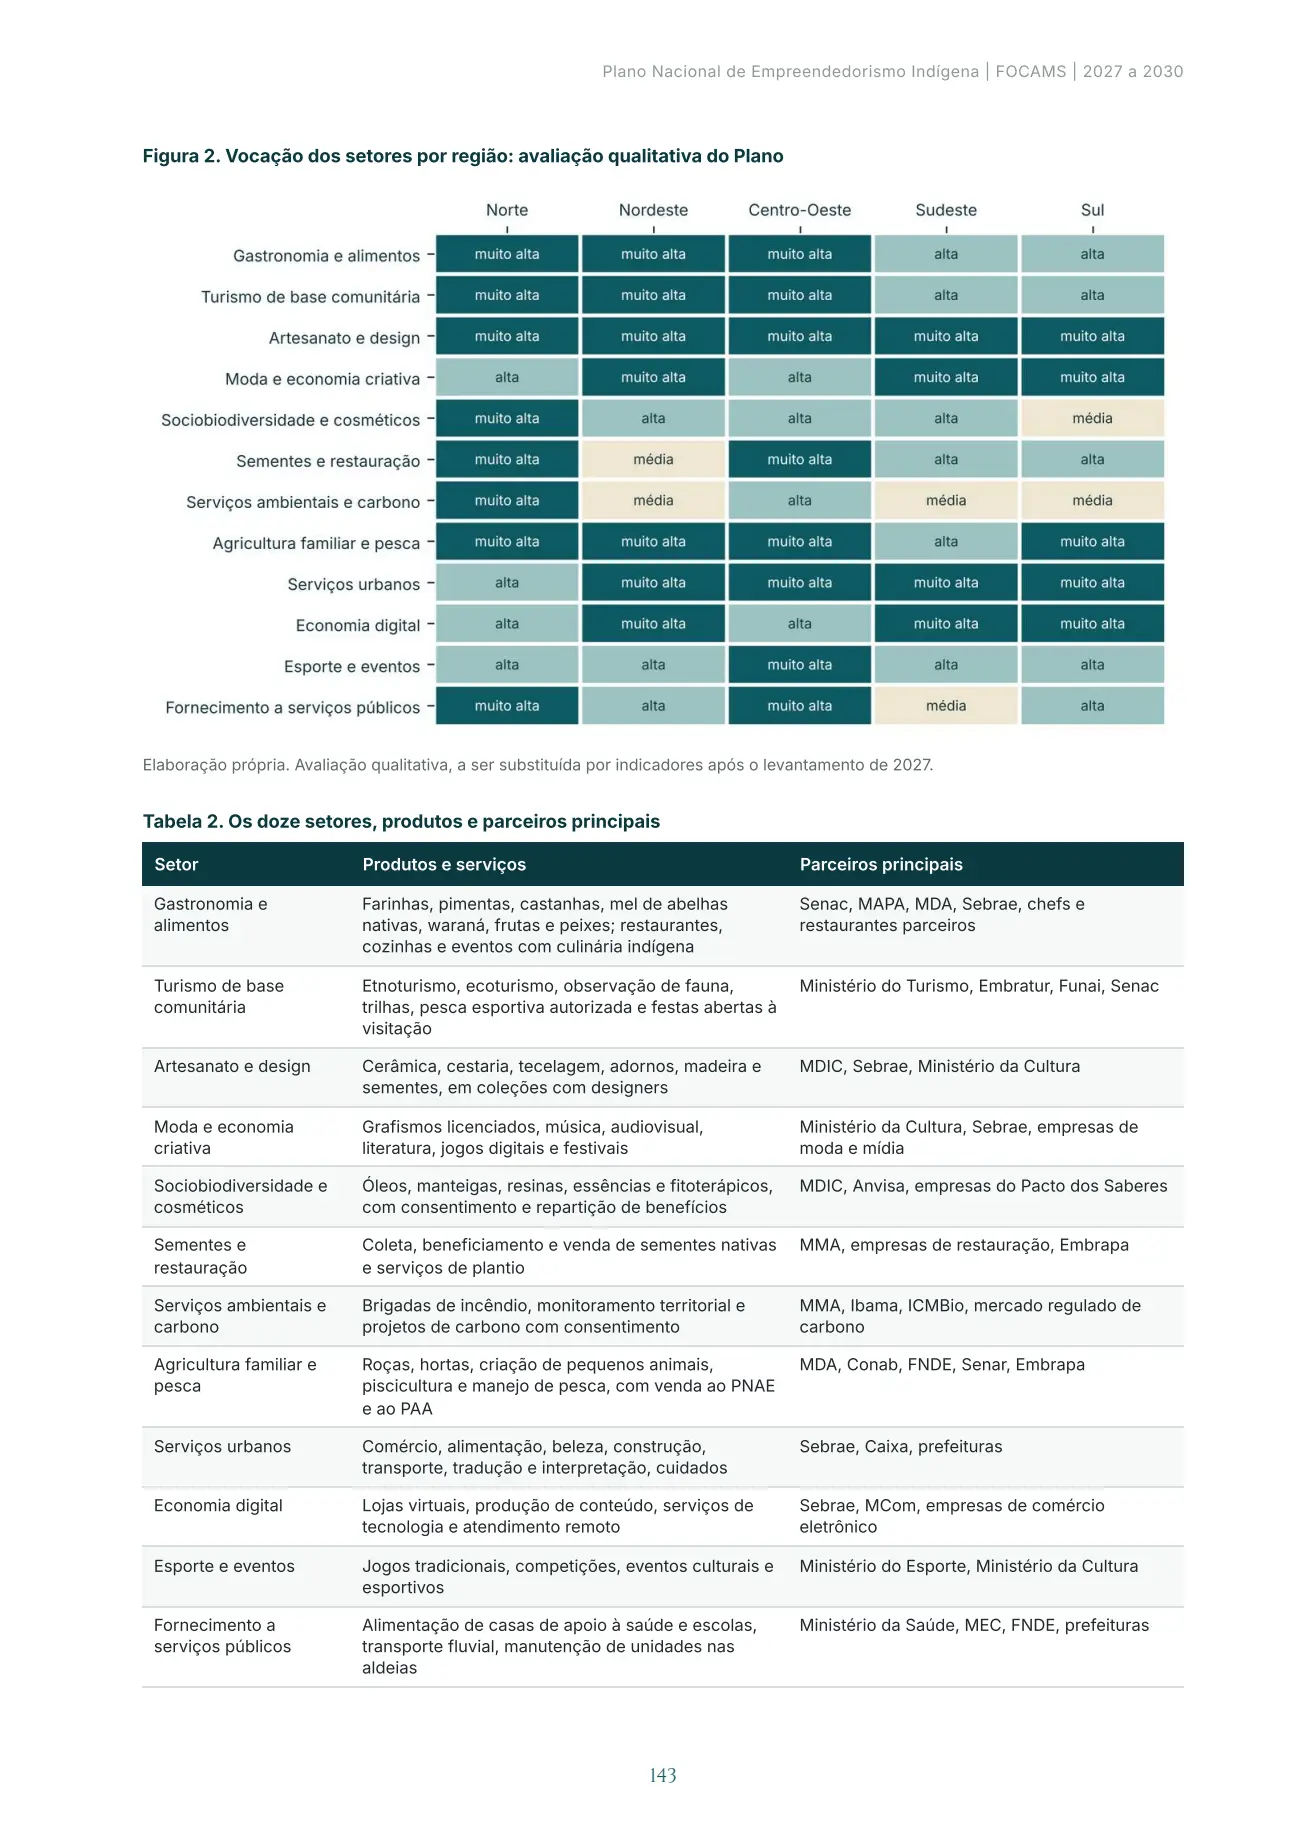 Plano Nacional de Empreendedorismo Indígena | FOCAMS | 2027 a 2030
Figura 2. Vocação dos setores por região: avaliação qualitativa do Plano
Norte Nordeste Centro-Oeste Sudeste Sul
Gastronomia e alimentos muito alta muito alta muito alta alta alta
Turismo de base comunitária muito alta muito alta muito alta alta alta
Artesanato e design muito alta muito alta muito alta muito alta muito alta
Moda e economia criativa alta muito alta alta muito alta muito alta
Sociobiodiversidade e cosméticos muito alta alta alta alta média
Sementes e restauração muito alta média muito alta alta alta
Serviços ambientais e carbono muito alta média alta média média
Agricultura familiar e pesca muito alta muito alta muito alta alta muito alta
Serviços urbanos alta muito alta muito alta muito alta muito alta
Economia digital alta muito alta alta muito alta muito alta
Esporte e eventos alta alta muito alta alta alta
Fornecimento a serviços públicos muito alta alta muito alta média alta
Elaboração própria. Avaliação qualitativa, a ser substituída por indicadores após o levantamento de 2027.
Tabela 2. Os doze setores, produtos e parceiros principais
Setor Produtos e serviços Parceiros principais
Gastronomia e Farinhas, pimentas, castanhas, mel de abelhas Senac, MAPA, MDA, Sebrae, chefs e
alimentos nativas, waraná, frutas e peixes; restaurantes, restaurantes parceiros
cozinhas e eventos com culinária indígena
Turismo de base Etnoturismo, ecoturismo, observação de fauna, Ministério do Turismo, Embratur, Funai, Senac
comunitária trilhas, pesca esportiva autorizada e festas abertas à
visitação
Artesanato e design Cerâmica, cestaria, tecelagem, adornos, madeira e MDIC, Sebrae, Ministério da Cultura
sementes, em coleções com designers
Moda e economia Grafismos licenciados, música, audiovisual, Ministério da Cultura, Sebrae, empresas de
criativa literatura, jogos digitais e festivais moda e mídia
Sociobiodiversidade e Óleos, manteigas, resinas, essências e fitoterápicos, MDIC, Anvisa, empresas do Pacto dos Saberes
cosméticos com consentimento e repartição de benefícios
Sementes e Coleta, beneficiamento e venda de sementes nativas MMA, empresas de restauração, Embrapa
restauração e serviços de plantio
Serviços ambientais e Brigadas de incêndio, monitoramento territorial e MMA, Ibama, ICMBio, mercado regulado de
carbono projetos de carbono com consentimento carbono
Agricultura familiar e Roças, hortas, criação de pequenos animais, MDA, Conab, FNDE, Senar, Embrapa
pesca piscicultura e manejo de pesca, com venda ao PNAE
e ao PAA
Serviços urbanos Comércio, alimentação, beleza, construção, Sebrae, Caixa, prefeituras
transporte, tradução e interpretação, cuidados
Economia digital Lojas virtuais, produção de conteúdo, serviços de Sebrae, MCom, empresas de comércio
tecnologia e atendimento remoto eletrônico
Esporte e eventos Jogos tradicionais, competições, eventos culturais e Ministério do Esporte, Ministério da Cultura
esportivos
Fornecimento a Alimentação de casas de apoio à saúde e escolas, Ministério da Saúde, MEC, FNDE, prefeituras
serviços públicos transporte fluvial, manutenção de unidades nas
aldeias
143